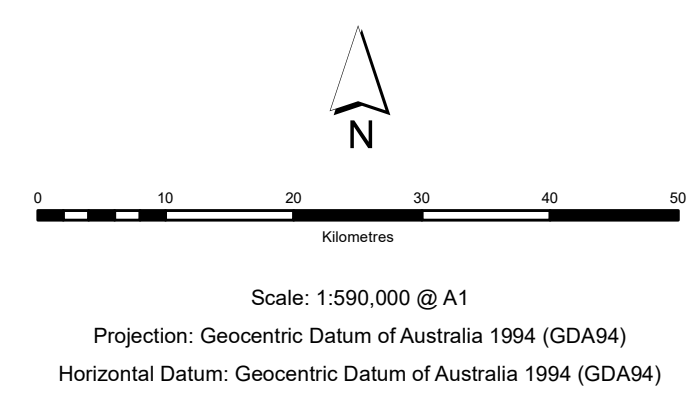 N
0 10 20 30 40 50
Kilometres
Scale: 1:590,000 @ A1
Projection: Geocentric Datum of Australia 1994 (GDA94)
Horizontal Datum: Geocentric Datum of Australia 1994 (GDA94)